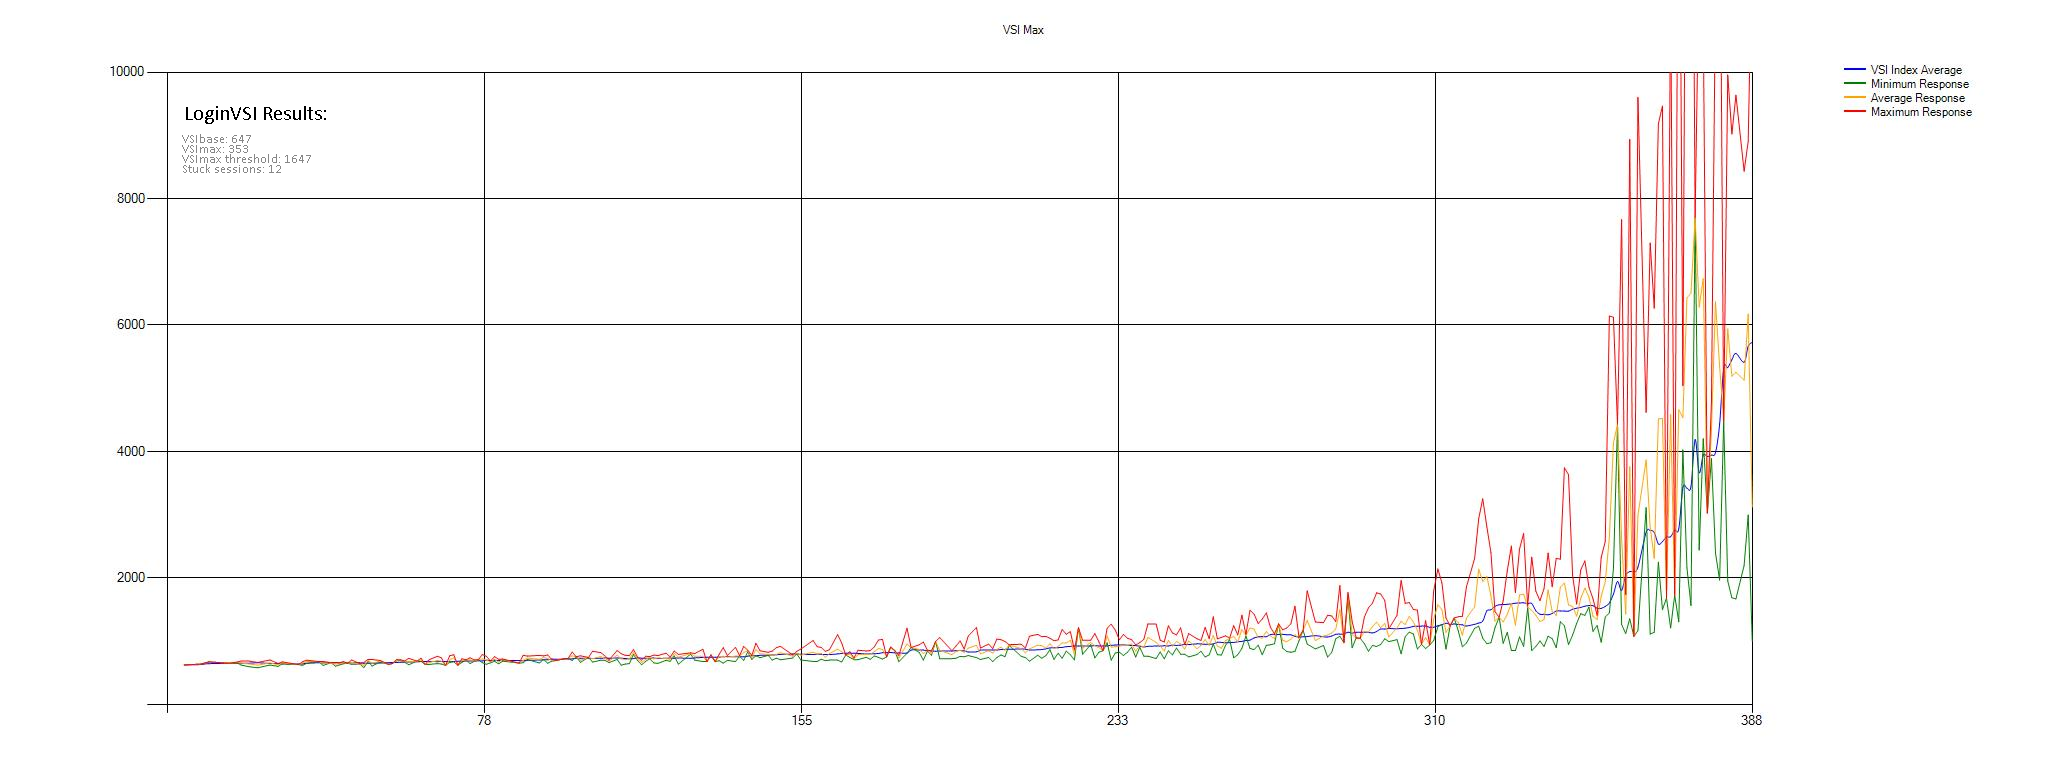 VSI Max
10000
8000
6000
4000
2000
LoginVSI Results:
VSIbase: 647
VSImax: 353
VSImax threshold: 1647
Stuck sessions: 12
VSI Index Average
Minimum Response
Average Response
Maximum Response
78
155
233
310
388